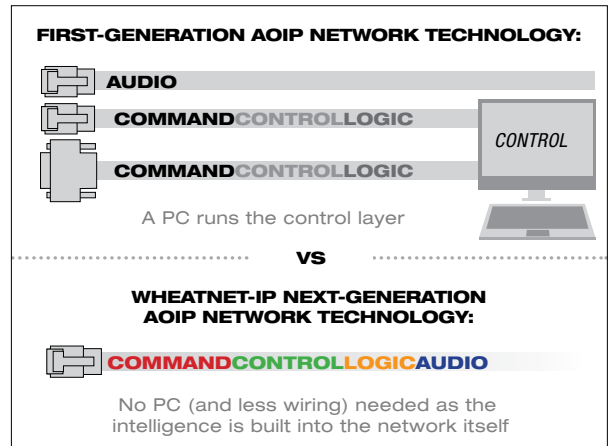 FIRST-GENERATION AOIP NETWORK TECHNOLOGY:
AUDIO
COMMANDCONTROLLOGIC
CONTROL
COMMANDCONTROLLOGIC
A PC runs the control layer
VS
WHEATNET-IP NEXT-GENERATION
AOIP NETWORK TECHNOLOGY:
COMMANDCONTROLLOGICAUDIO
No PC (and less wiring) needed as the
intelligence is built into the network itself